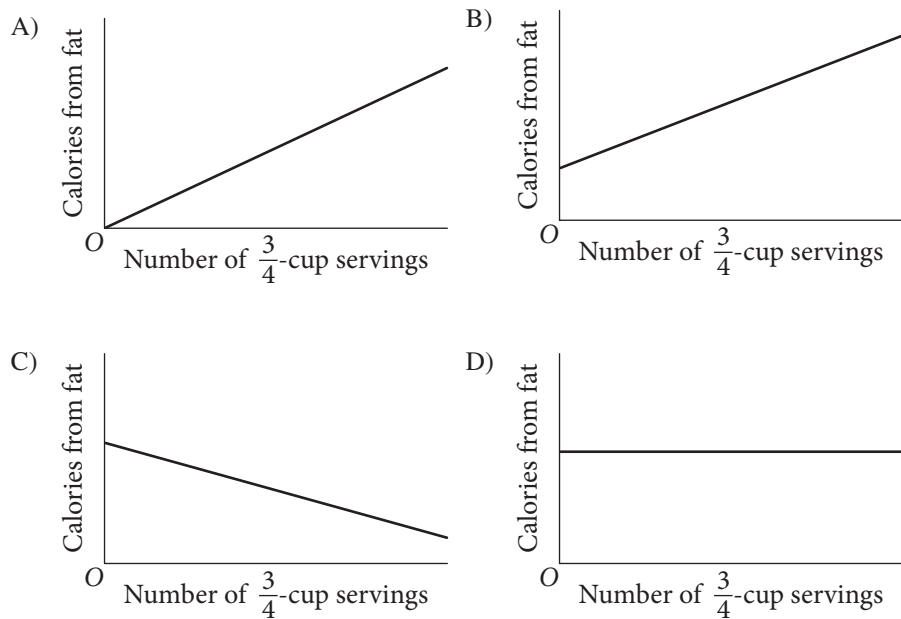 A)
Calories from fat
O
Number of 3/4-cup servings
B)
Calories from fat
O
Number of 3/4-cup servings
C)
Calories from fat
O
Number of 3/4-cup servings
D)
Calories from fat
O
Number of 3/4-cup servings